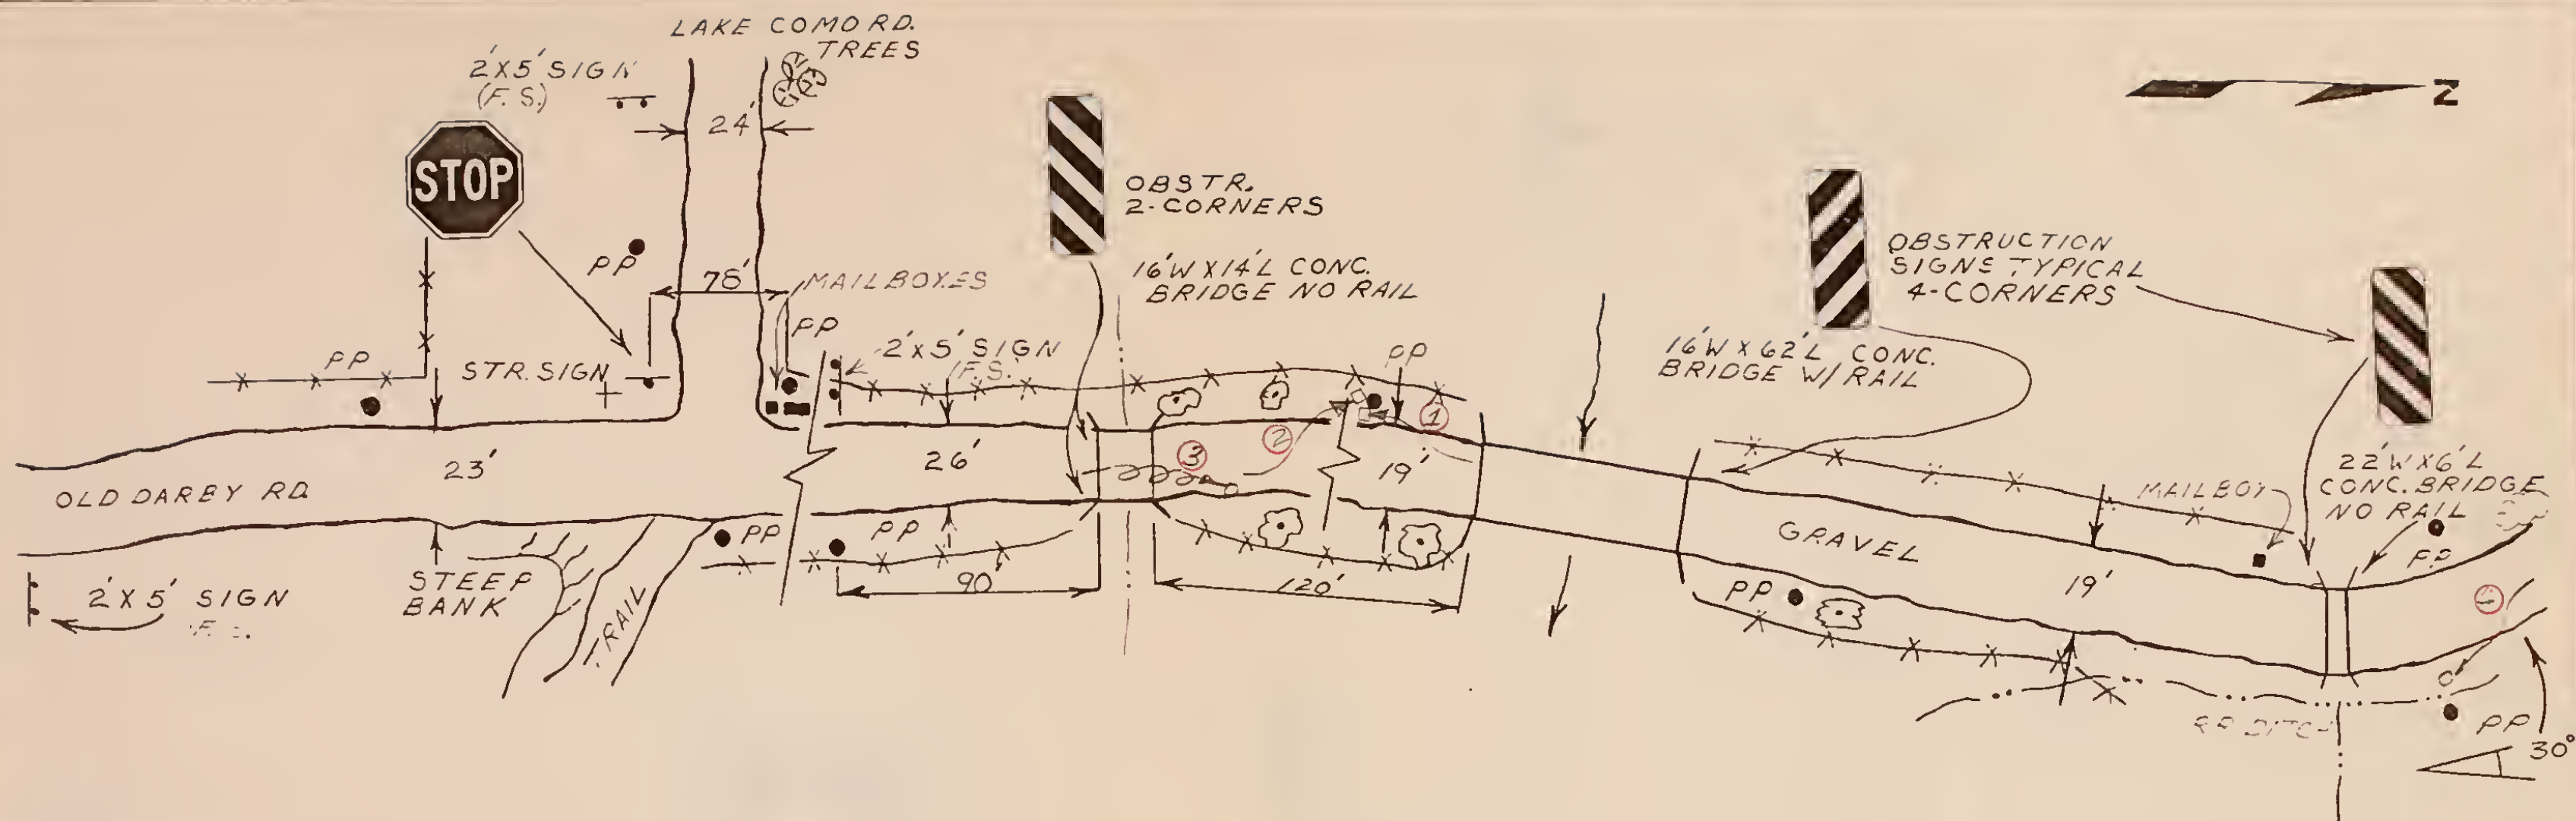 LAKE COMO RD.
TREES
2'X5' SIGN
(F.S.)
24'
STOP
OBSTR.
2-CORNERS
PP
78'
MAILBOXES
16'W X 14'L CONC.
BRIDGE NO RAIL
OBSTRUCTION
SIGNS TYPICAL
4-CORNERS
N
PP
PP
STR. SIGN
2'X5' SIGN
(F.S.)
PP
16'W X 62'L CONC.
BRIDGE W/ RAIL
1
2
3
23'
26'
19'
OLD DARBY RD
GRAVEL
MAILBOX
22'W X 6'L
CONC. BRIDGE
NO RAIL
PP
PP
PP
2'X5' SIGN
F.S.
STEEP
BANK
90'
120'
PP
19'
PP
30°